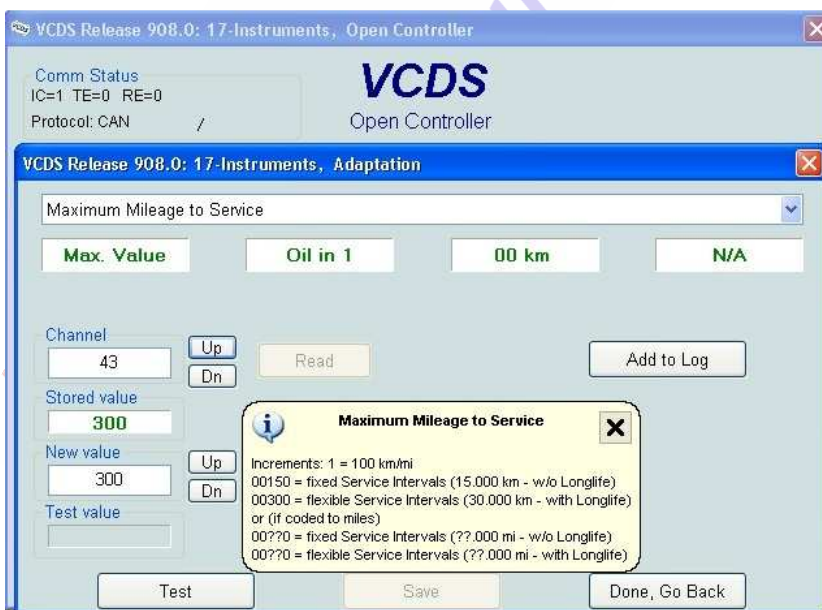 VCDS Release 908.0: 17-Instruments, Open Controller
Comm Status
IC=1 TE=0 RE=0
Protocol: CAN /
VCDS
Open Controller
VCDS Release 908.0: 17-Instruments, Adaptation
Maximum Mileage to Service
Max. Value Oil in 1 00 km N/A
Channel
43
Up
Dn
Read
Add to Log
Stored value
300
New value
300
Up
Dn
Test value
Maximum Mileage to Service
Increments: 1 = 100 km/mi
00150 = fixed Service Intervals (15.000 km - w/o Longlife)
00300 = flexible Service Intervals (30.000 km - with Longlife)
or (if coded to miles)
00??0 = fixed Service Intervals (??.000 mi - w/o Longlife)
00??0 = flexible Service Intervals (??.000 mi - with Longlife)
Test Save Done, Go Back